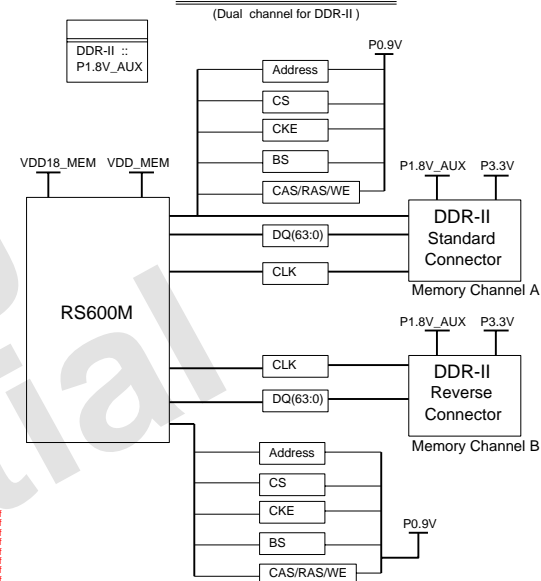 (Dual channel for DDR-II )
DDR-II ::
P1.8V_AUX
P0.9V
Address
CS
CKE
BS
CAS/RAS/WE
VDD18_MEM VDD_MEM
P1.8V_AUX P3.3V
DDR-II
Standard
Connector
DQ(63:0)
CLK
Memory Channel A
RS600M
P1.8V_AUX P3.3V
CLK
DDR-II
Reverse
Connector
DQ(63:0)
Memory Channel B
Address
CS
CKE
BS
CAS/RAS/WE
P0.9V
tial